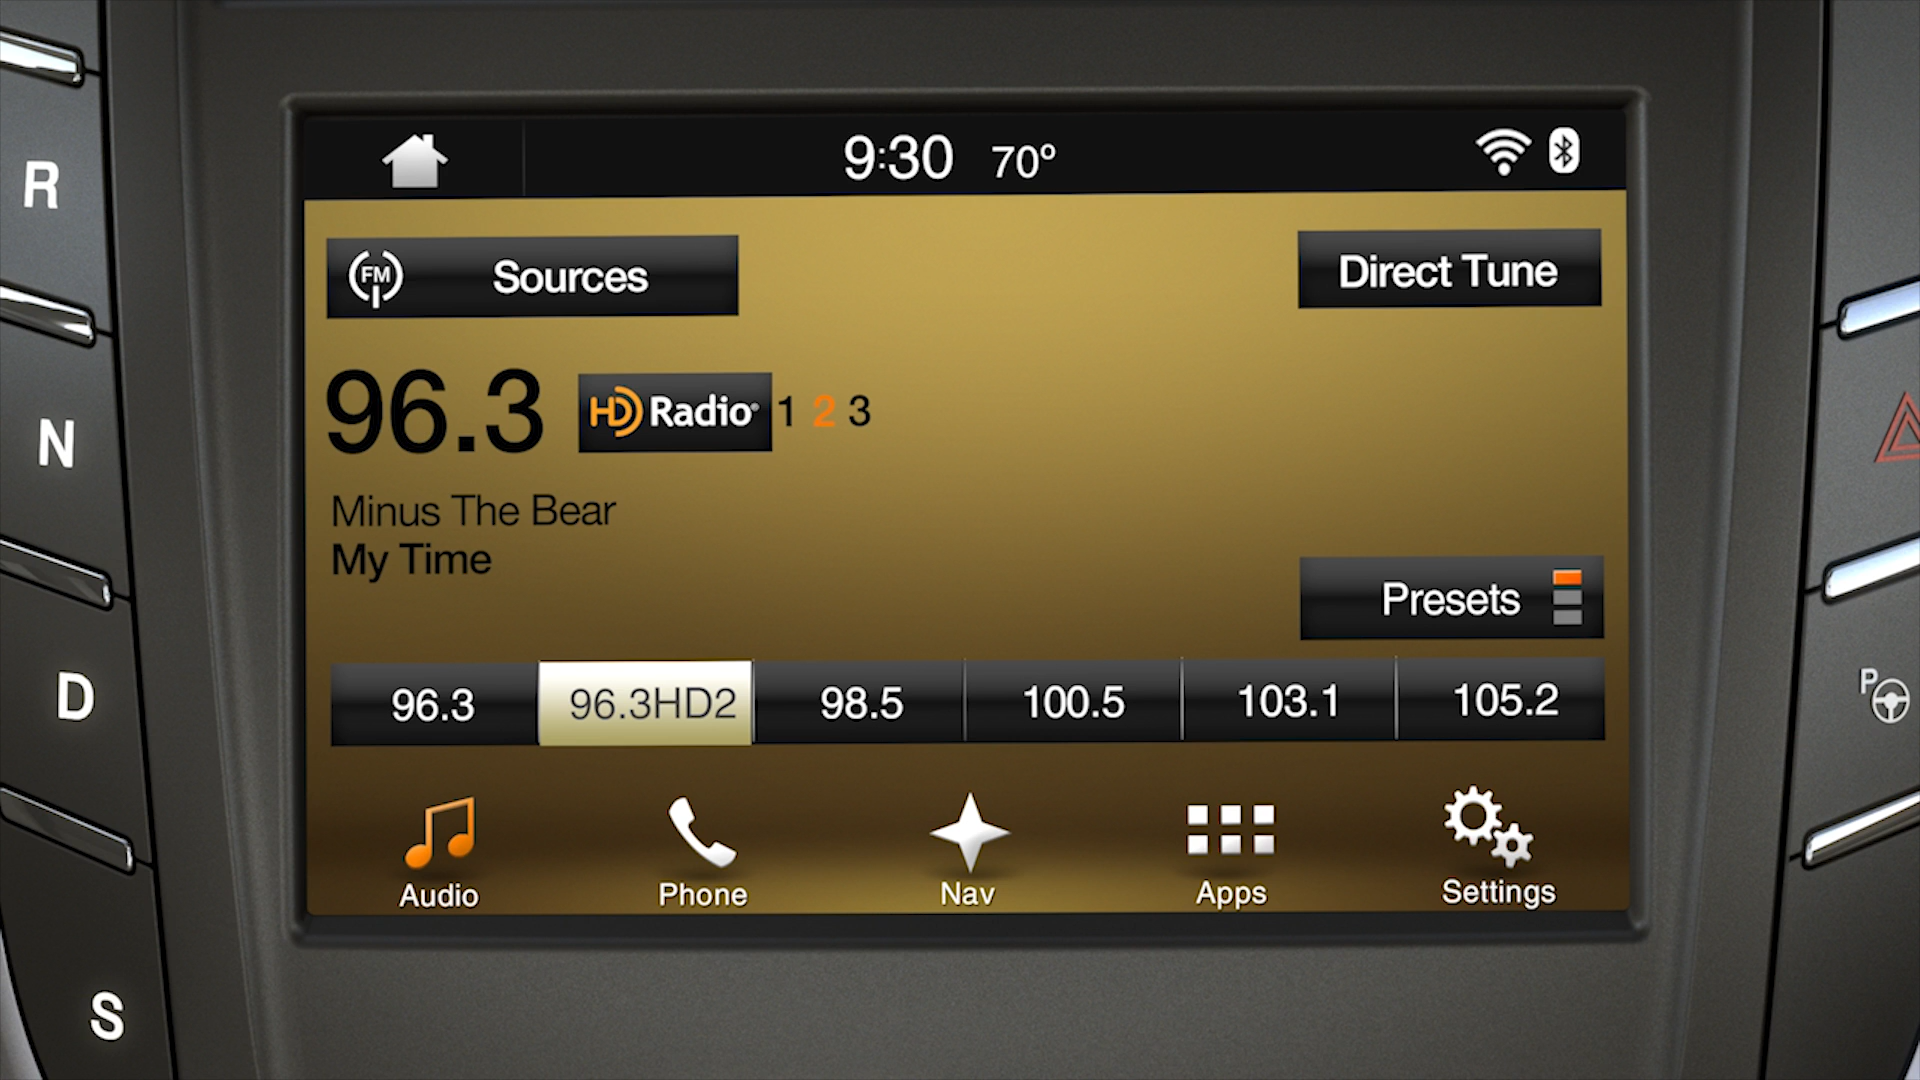 9:30 70°
FM Sources
Direct Tune
96.3 HD Radio® 1 2 3
Minus The Bear
My Time
Presets
96.3 96.3HD2 98.5 100.5 103.1 105.2
Audio Phone Nav Apps Settings
R
N
D
S
P